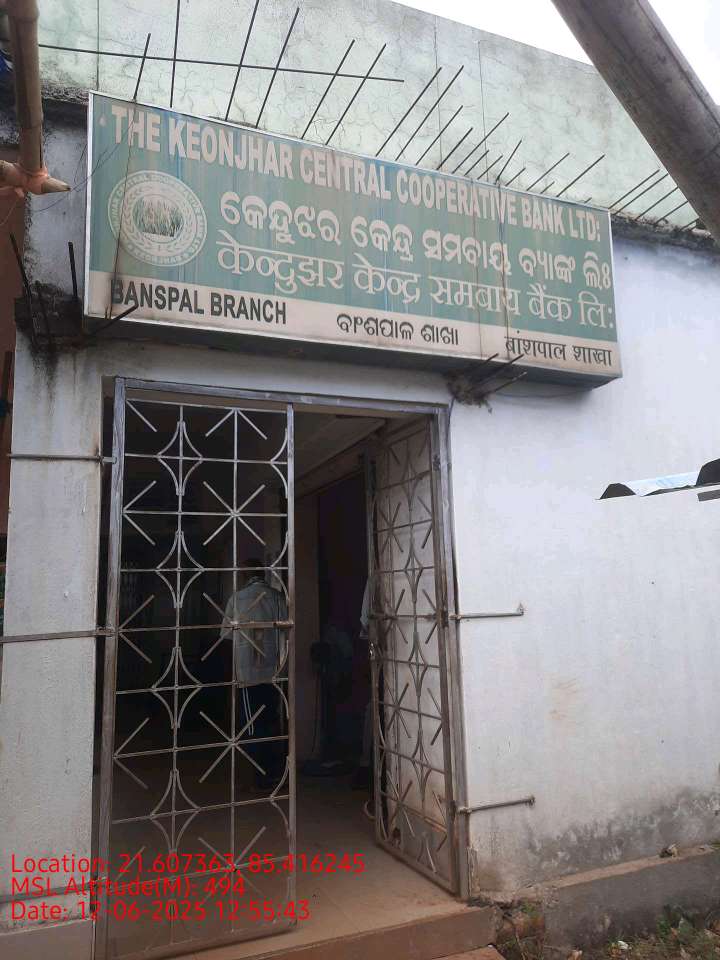 THE KEONJHAR CENTRAL COOPERATIVE BANK LTD;
କେନ୍ଦୁଝର କେନ୍ଦ୍ର ସମବାୟ ବ୍ୟାଙ୍କ ଲିଃ
केन्दुझर केन्द्र समबाय बैंक लि:
BANSPAL BRANCH
ବାଂଶପାଳ ଶାଖା
बांशपाल शाखा
Location: 21.607363, 85.416245
MSL Altitude(M): 494
Date: 12-06-2025 12:55:43